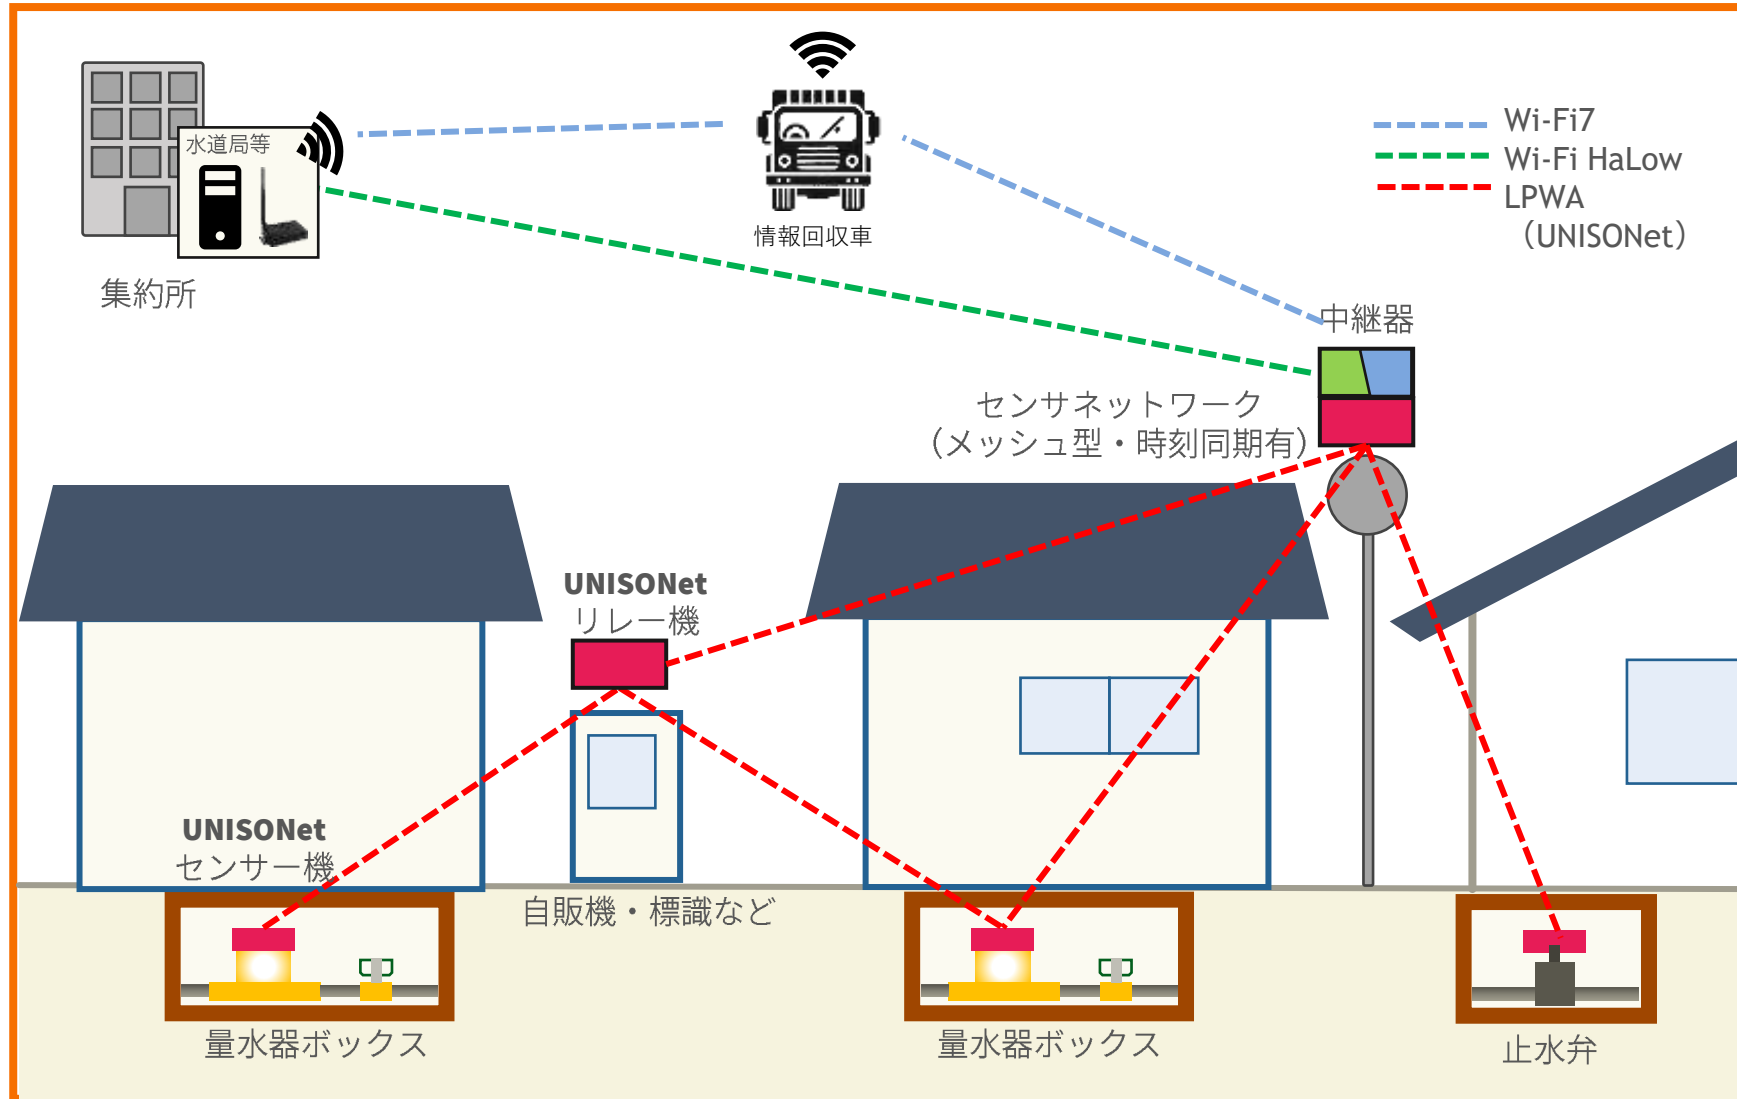 水道局等
集約所
情報回収車
Wi-Fi7
Wi-Fi HaLow
LPWA
（UNISONet）
中継器
センサネットワーク
（メッシュ型・時刻同期有）
UNISONet
リレー機
UNISONet
センサー機
自販機・標識など
量水器ボックス
量水器ボックス
止水弁